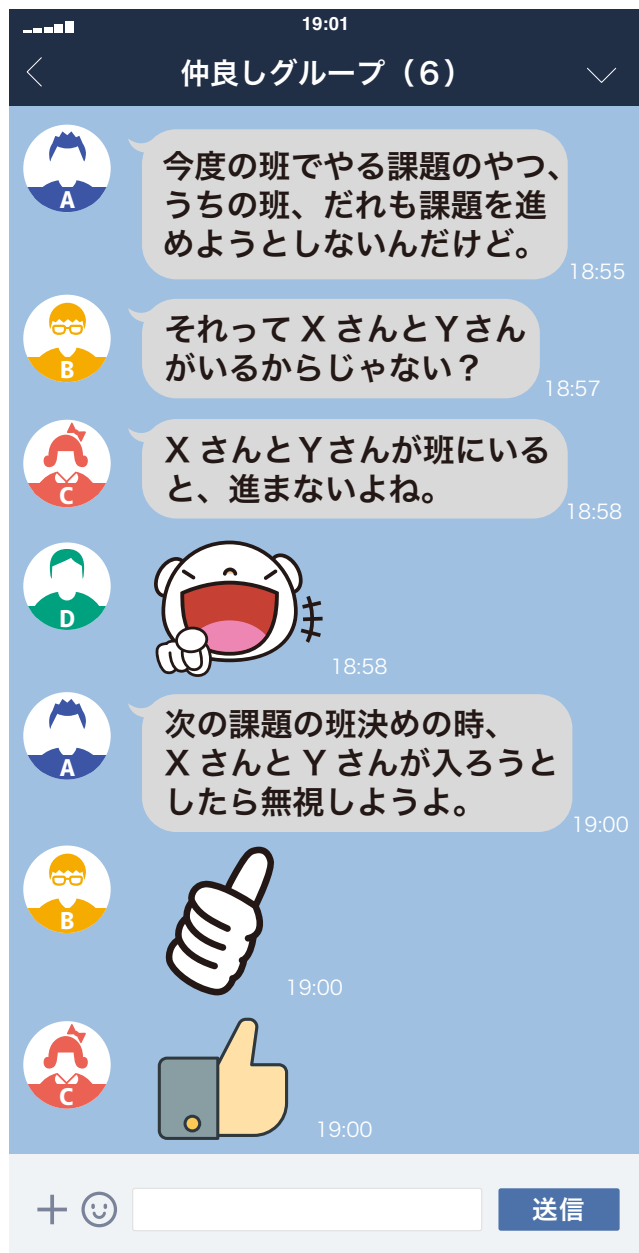 19:01
仲良しグループ（6）
A
今度の班でやる課題のやつ、
うちの班、だれも課題を進
めようとしないんだけど。
18:55
B
それって X さんとYさん
がいるからじゃない？
18:57
C
X さんとYさんが班にいる
と、進まないよね。
18:58
D
18:58
A
次の課題の班決めの時、
X さんと Y さんが入ろうと
したら無視しようよ。
19:00
B
19:00
C
19:00
送信